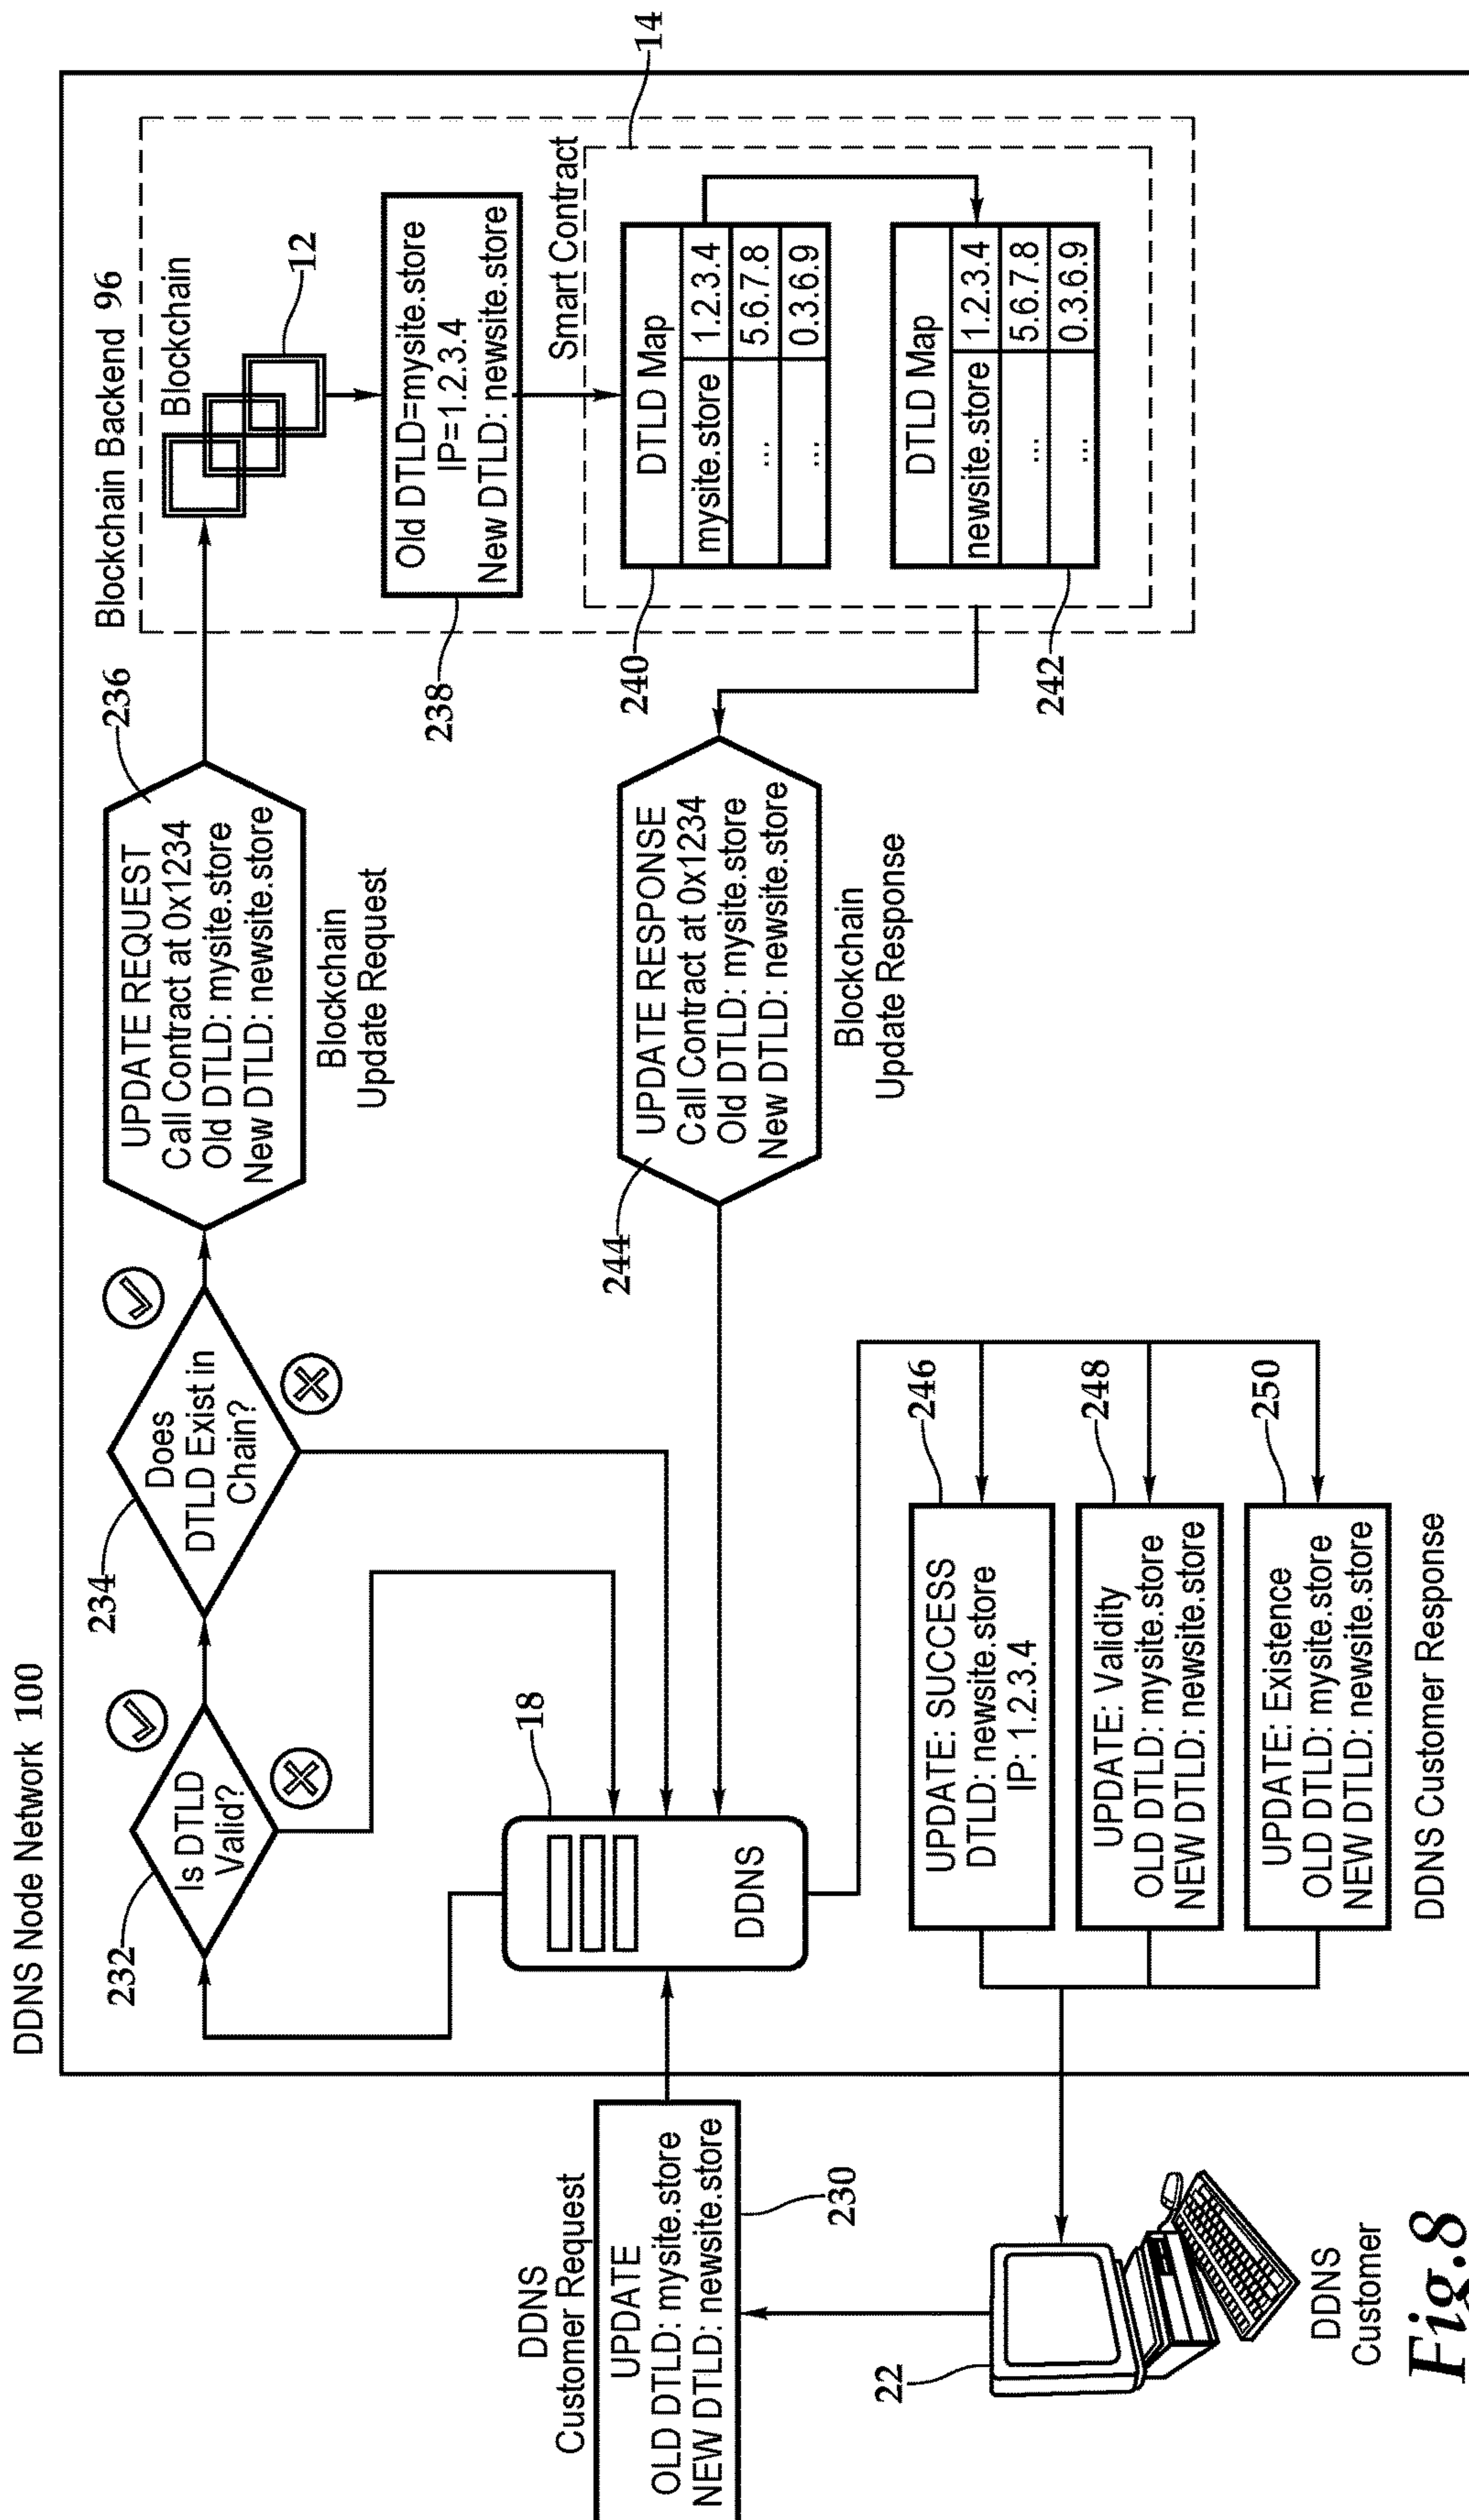 DDNS Node Network 100
DDNS
Customer Request
UPDATE
OLD DTLD: mysite.store
NEW DTLD: newsite.store
230
22
DDNS
Customer
232
Is DTLD
Valid?
234
Does
DTLD Exist in
Chain?
236
UPDATE REQUEST
Call Contract at 0x1234
Old DTLD: mysite.store
New DTLD: newsite.store
Blockchain
Update Request
Blockchain Backend 96
Blockchain
12
Old DTLD=mysite.store
IP=1.2.3.4
New DTLD: newsite.store
238
Smart Contract
14
DTLD Map
mysite.store 1.2.3.4
... 5.6.7.8
... 0.3.6.9
240
DTLD Map
newsite.store 1.2.3.4
... 5.6.7.8
... 0.3.6.9
242
244
UPDATE RESPONSE
Call Contract at 0x1234
Old DTLD: mysite.store
New DTLD: newsite.store
Blockchain
Update Response
18
DDNS
246
UPDATE: SUCCESS
DTLD: newsite.store
IP: 1.2.3.4
248
UPDATE: Validity
OLD DTLD: mysite.store
NEW DTLD: newsite.store
250
UPDATE: Existence
OLD DTLD: mysite.store
NEW DTLD: newsite.store
DDNS Customer Response
Fig.8